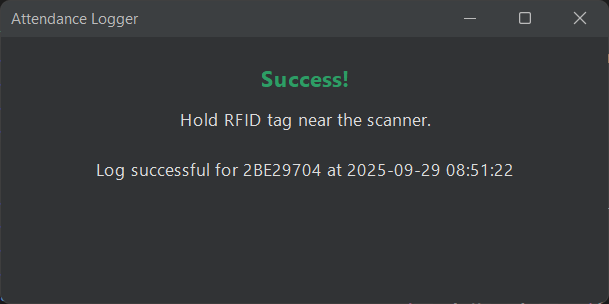 Attendance Logger
Success!
Hold RFID tag near the scanner.
Log successful for 2BE29704 at 2025-09-29 08:51:22